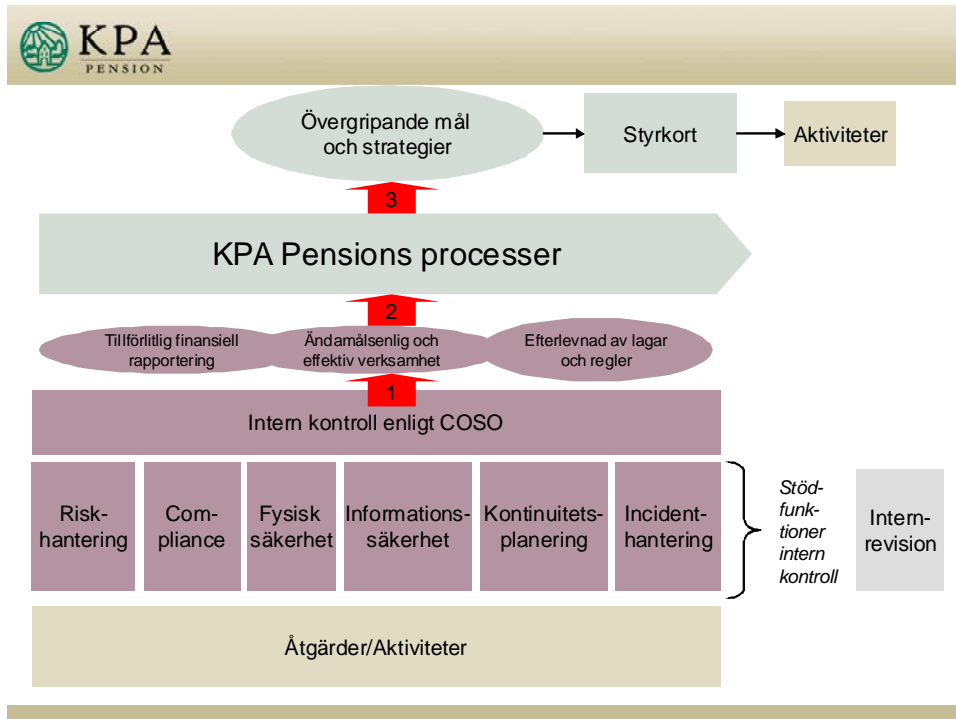 KPA
PENSION
Övergripande mål
och strategier
Styrkort
Aktiviteter
3
KPA Pensions processer
2
Tillförlitlig finansiell
rapportering
Ändamålsenlig och
effektiv verksamhet
Efterlevnad av lagar
och regler
1
Intern kontroll enligt COSO
Risk-
hantering
Com-
pliance
Fysisk
säkerhet
Informations-
säkerhet
Kontinuitets-
planering
Incident-
hantering
Stöd-
funk-
tioner
intern
kontroll
Intern-
revision
Åtgärder/Aktiviteter